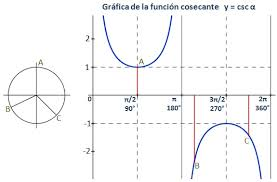 Gráfica de la función cosecante y = csc α
A
B
C
2
1
0
-1
-2
A
B
C
π/2 π 3π/2 2π
90° 180° 270° 360°